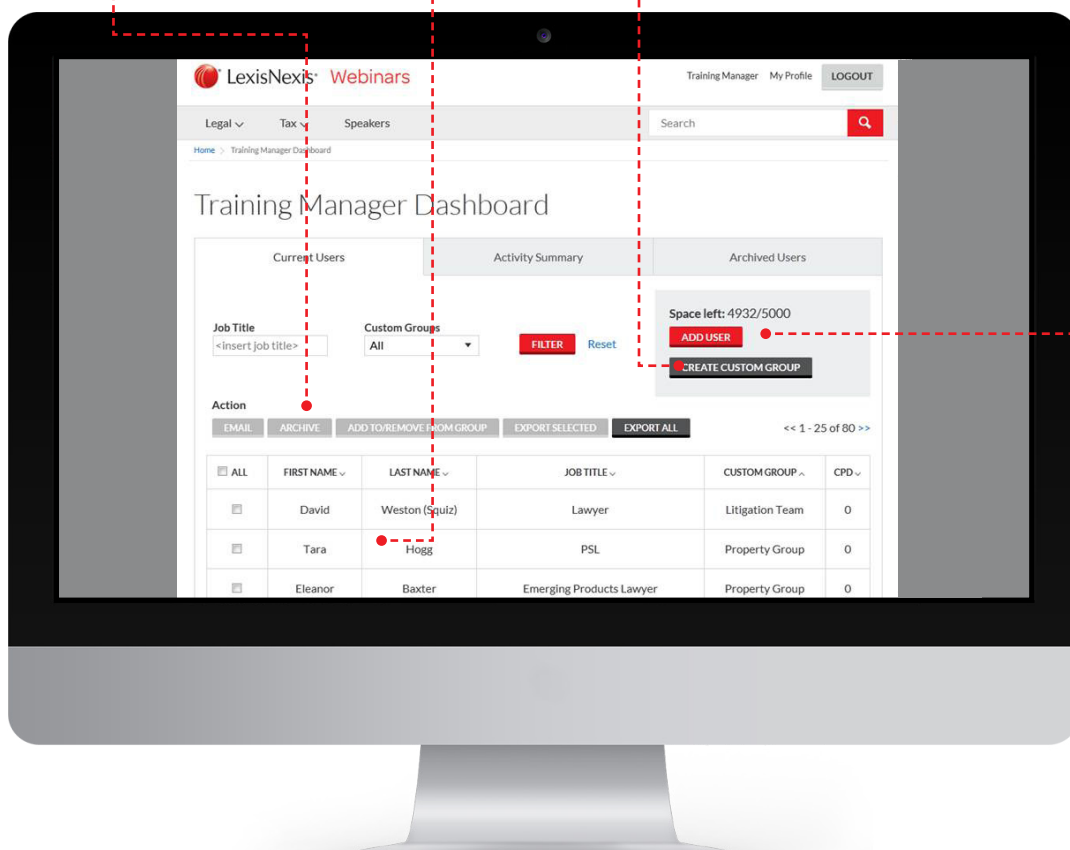 LexisNexis® Webinars
Training Manager My Profile LOGOUT
Legal Tax Speakers Search
Home > Training Manager Dashboard
Training Manager Dashboard
Current Users Activity Summary Archived Users
Space left: 4932/5000
Job Title Custom Groups
<insert job title> All FILTER Reset ADD USER
CREATE CUSTOM GROUP
Action
EMAIL ARCHIVE ADD TO/REMOVE FROM GROUP EXPORT SELECTED EXPORT ALL << 1 - 25 of 80 >>
ALL FIRST NAME LAST NAME JOB TITLE CUSTOM GROUP CPD
David Weston (Squiz) Lawyer Litigation Team 0
Tara Hogg PSL Property Group 0
Eleanor Baxter Emerging Products Lawyer Property Group 0